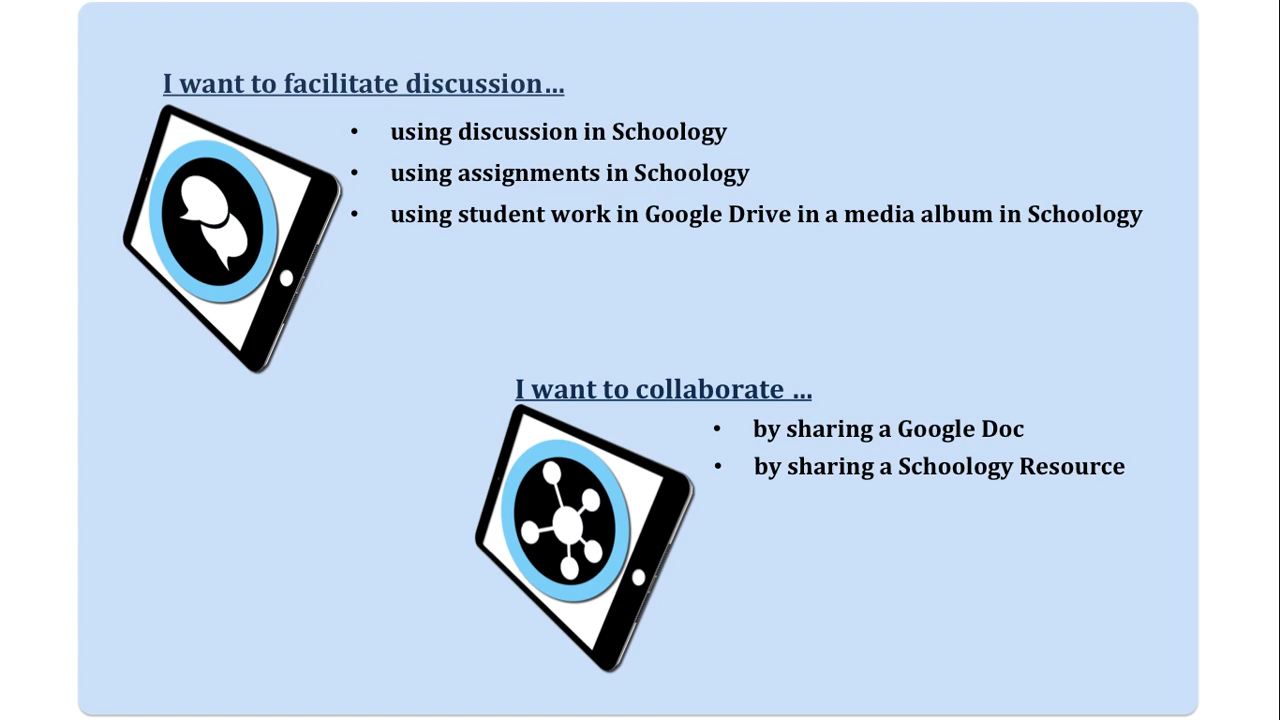 I want to facilitate discussion…
• using discussion in Schoology
• using assignments in Schoology
• using student work in Google Drive in a media album in Schoology
I want to collaborate …
• by sharing a Google Doc
• by sharing a Schoology Resource